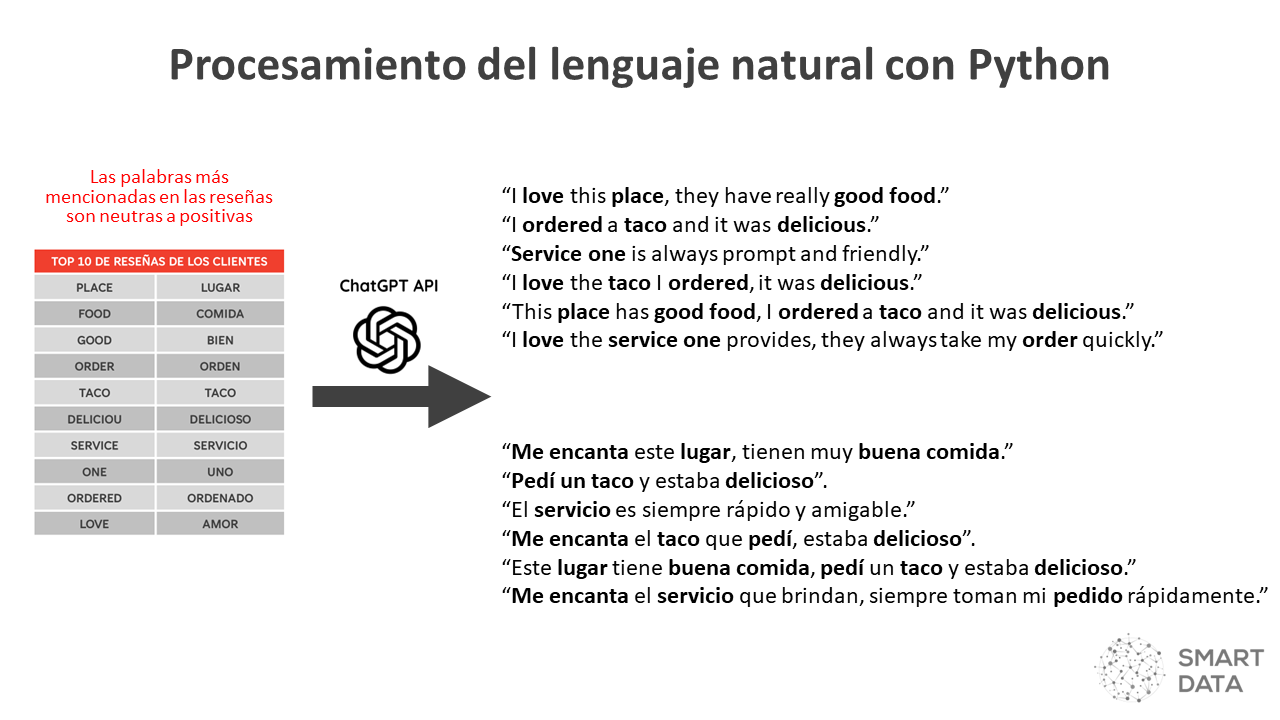 Procesamiento del lenguaje natural con Python
Las palabras más
mencionadas en las reseñas
son neutras a positivas
TOP 10 DE RESEÑAS DE LOS CLIENTES
PLACE LUGAR
FOOD COMIDA
GOOD BIEN
ORDER ORDEN
TACO TACO
DELICIOU DELICIOSO
SERVICE SERVICIO
ONE UNO
ORDERED ORDENADO
LOVE AMOR
ChatGPT API
“I love this place, they have really good food.”
“I ordered a taco and it was delicious.”
“Service one is always prompt and friendly.”
“I love the taco I ordered, it was delicious.”
“This place has good food, I ordered a taco and it was delicious.”
“I love the service one provides, they always take my order quickly.”
“Me encanta este lugar, tienen muy buena comida.”
“Pedí un taco y estaba delicioso”.
“El servicio es siempre rápido y amigable.”
“Me encanta el taco que pedí, estaba delicioso”.
“Este lugar tiene buena comida, pedí un taco y estaba delicioso.”
“Me encanta el servicio que brindan, siempre toman mi pedido rápidamente.”
SMART
DATA